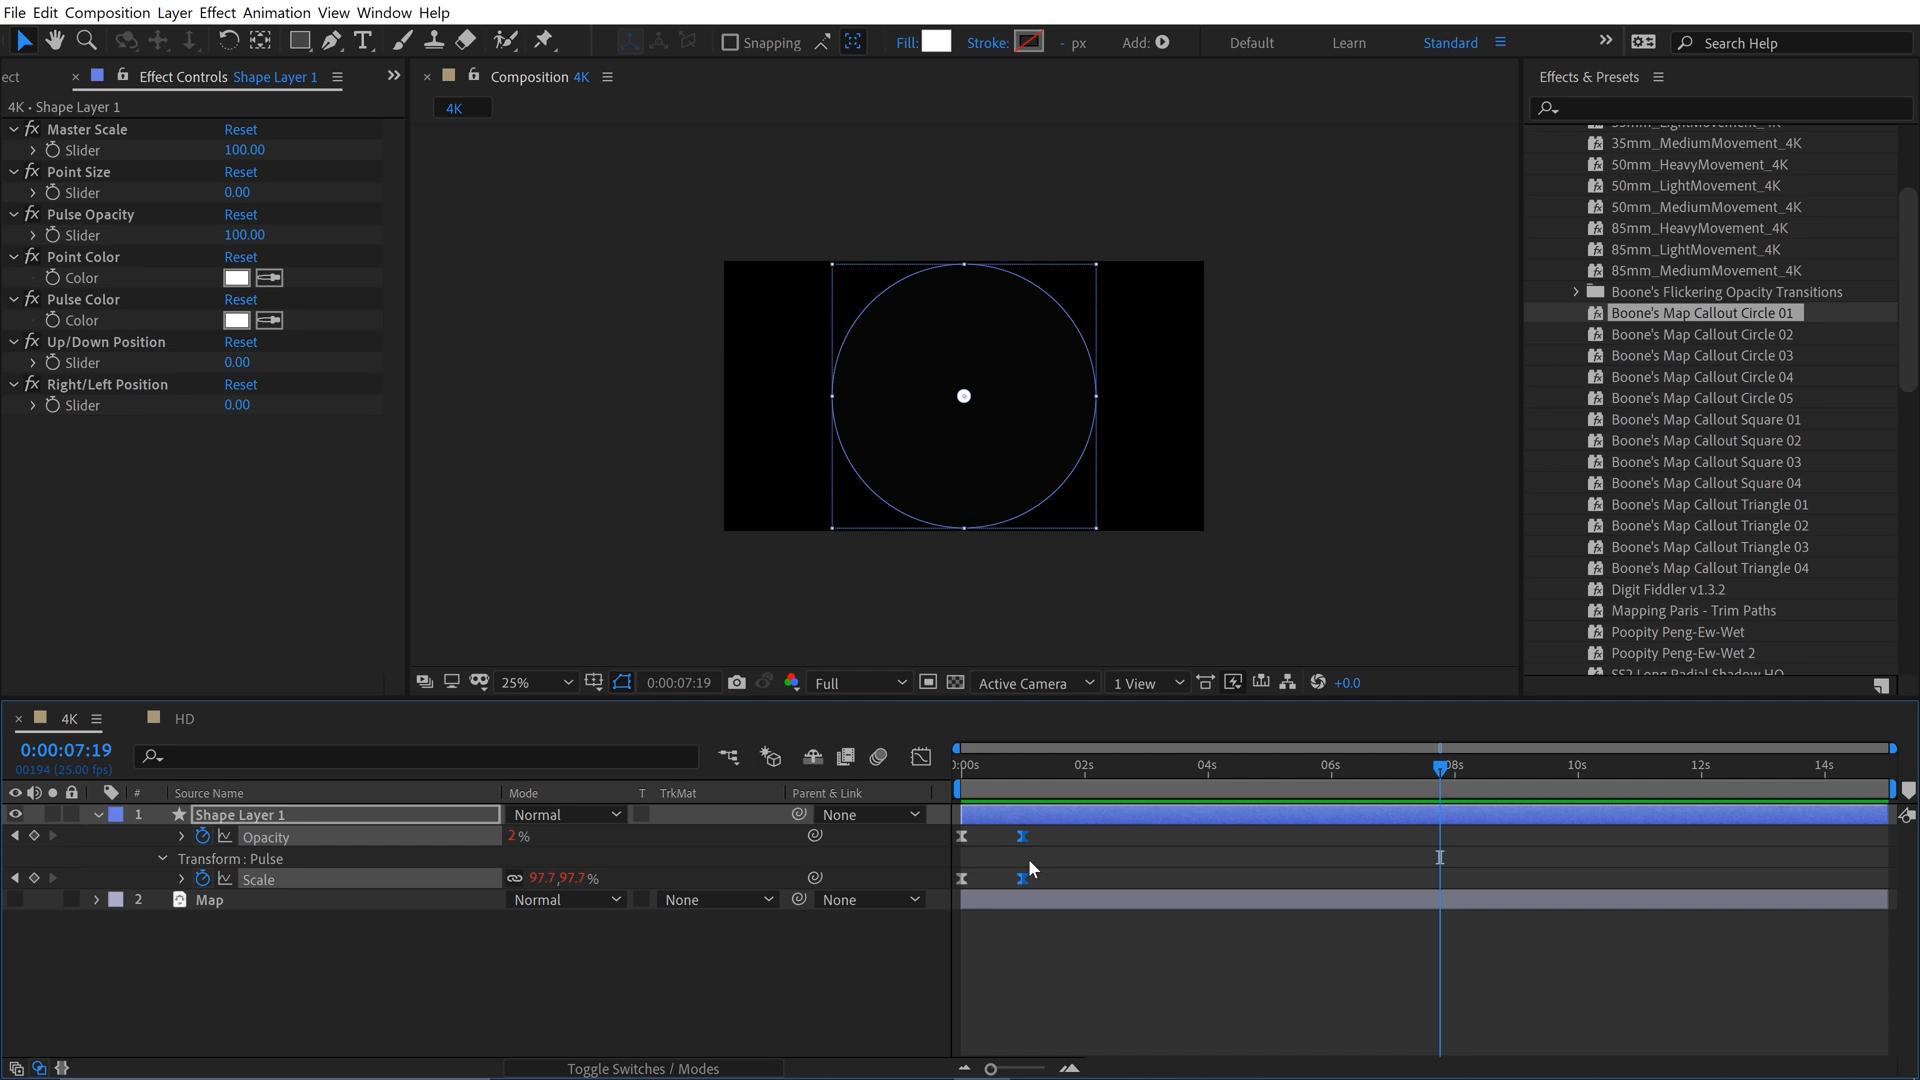 File Edit Composition Layer Effect Animation View Window Help
Snapping
Fill:
Stroke:
- px
Add:
Default
Learn
Standard
Search Help
ect
Effect Controls Shape Layer 1
4K • Shape Layer 1
Master Scale Reset
Slider 100.00
Point Size Reset
Slider 0.00
Pulse Opacity Reset
Slider 100.00
Point Color Reset
Color
Pulse Color Reset
Color
Up/Down Position Reset
Slider 0.00
Right/Left Position Reset
Slider 0.00
Composition 4K
4K
25%
0:00:07:19
Full
Active Camera
1 View
+0.0
Effects & Presets
35mm_MediumMovement_4K
50mm_HeavyMovement_4K
50mm_LightMovement_4K
50mm_MediumMovement_4K
85mm_HeavyMovement_4K
85mm_LightMovement_4K
85mm_MediumMovement_4K
Boone's Flickering Opacity Transitions
Boone's Map Callout Circle 01
Boone's Map Callout Circle 02
Boone's Map Callout Circle 03
Boone's Map Callout Circle 04
Boone's Map Callout Circle 05
Boone's Map Callout Square 01
Boone's Map Callout Square 02
Boone's Map Callout Square 03
Boone's Map Callout Square 04
Boone's Map Callout Triangle 01
Boone's Map Callout Triangle 02
Boone's Map Callout Triangle 03
Boone's Map Callout Triangle 04
Digit Fiddler v1.3.2
Mapping Paris - Trim Paths
Poopity Peng-Ew-Wet
Poopity Peng-Ew-Wet 2
SS2 Long Radial Shadow HQ
4K
HD
0:00:07:19
00194 (25.00 fps)
# Source Name Mode T TrkMat Parent & Link
1 Shape Layer 1 Normal None
Opacity 2 %
Transform : Pulse
Scale 97.7,97.7 %
2 Map Normal None None
:00s 02s 04s 06s 08s 10s 12s 14s
Toggle Switches / Modes